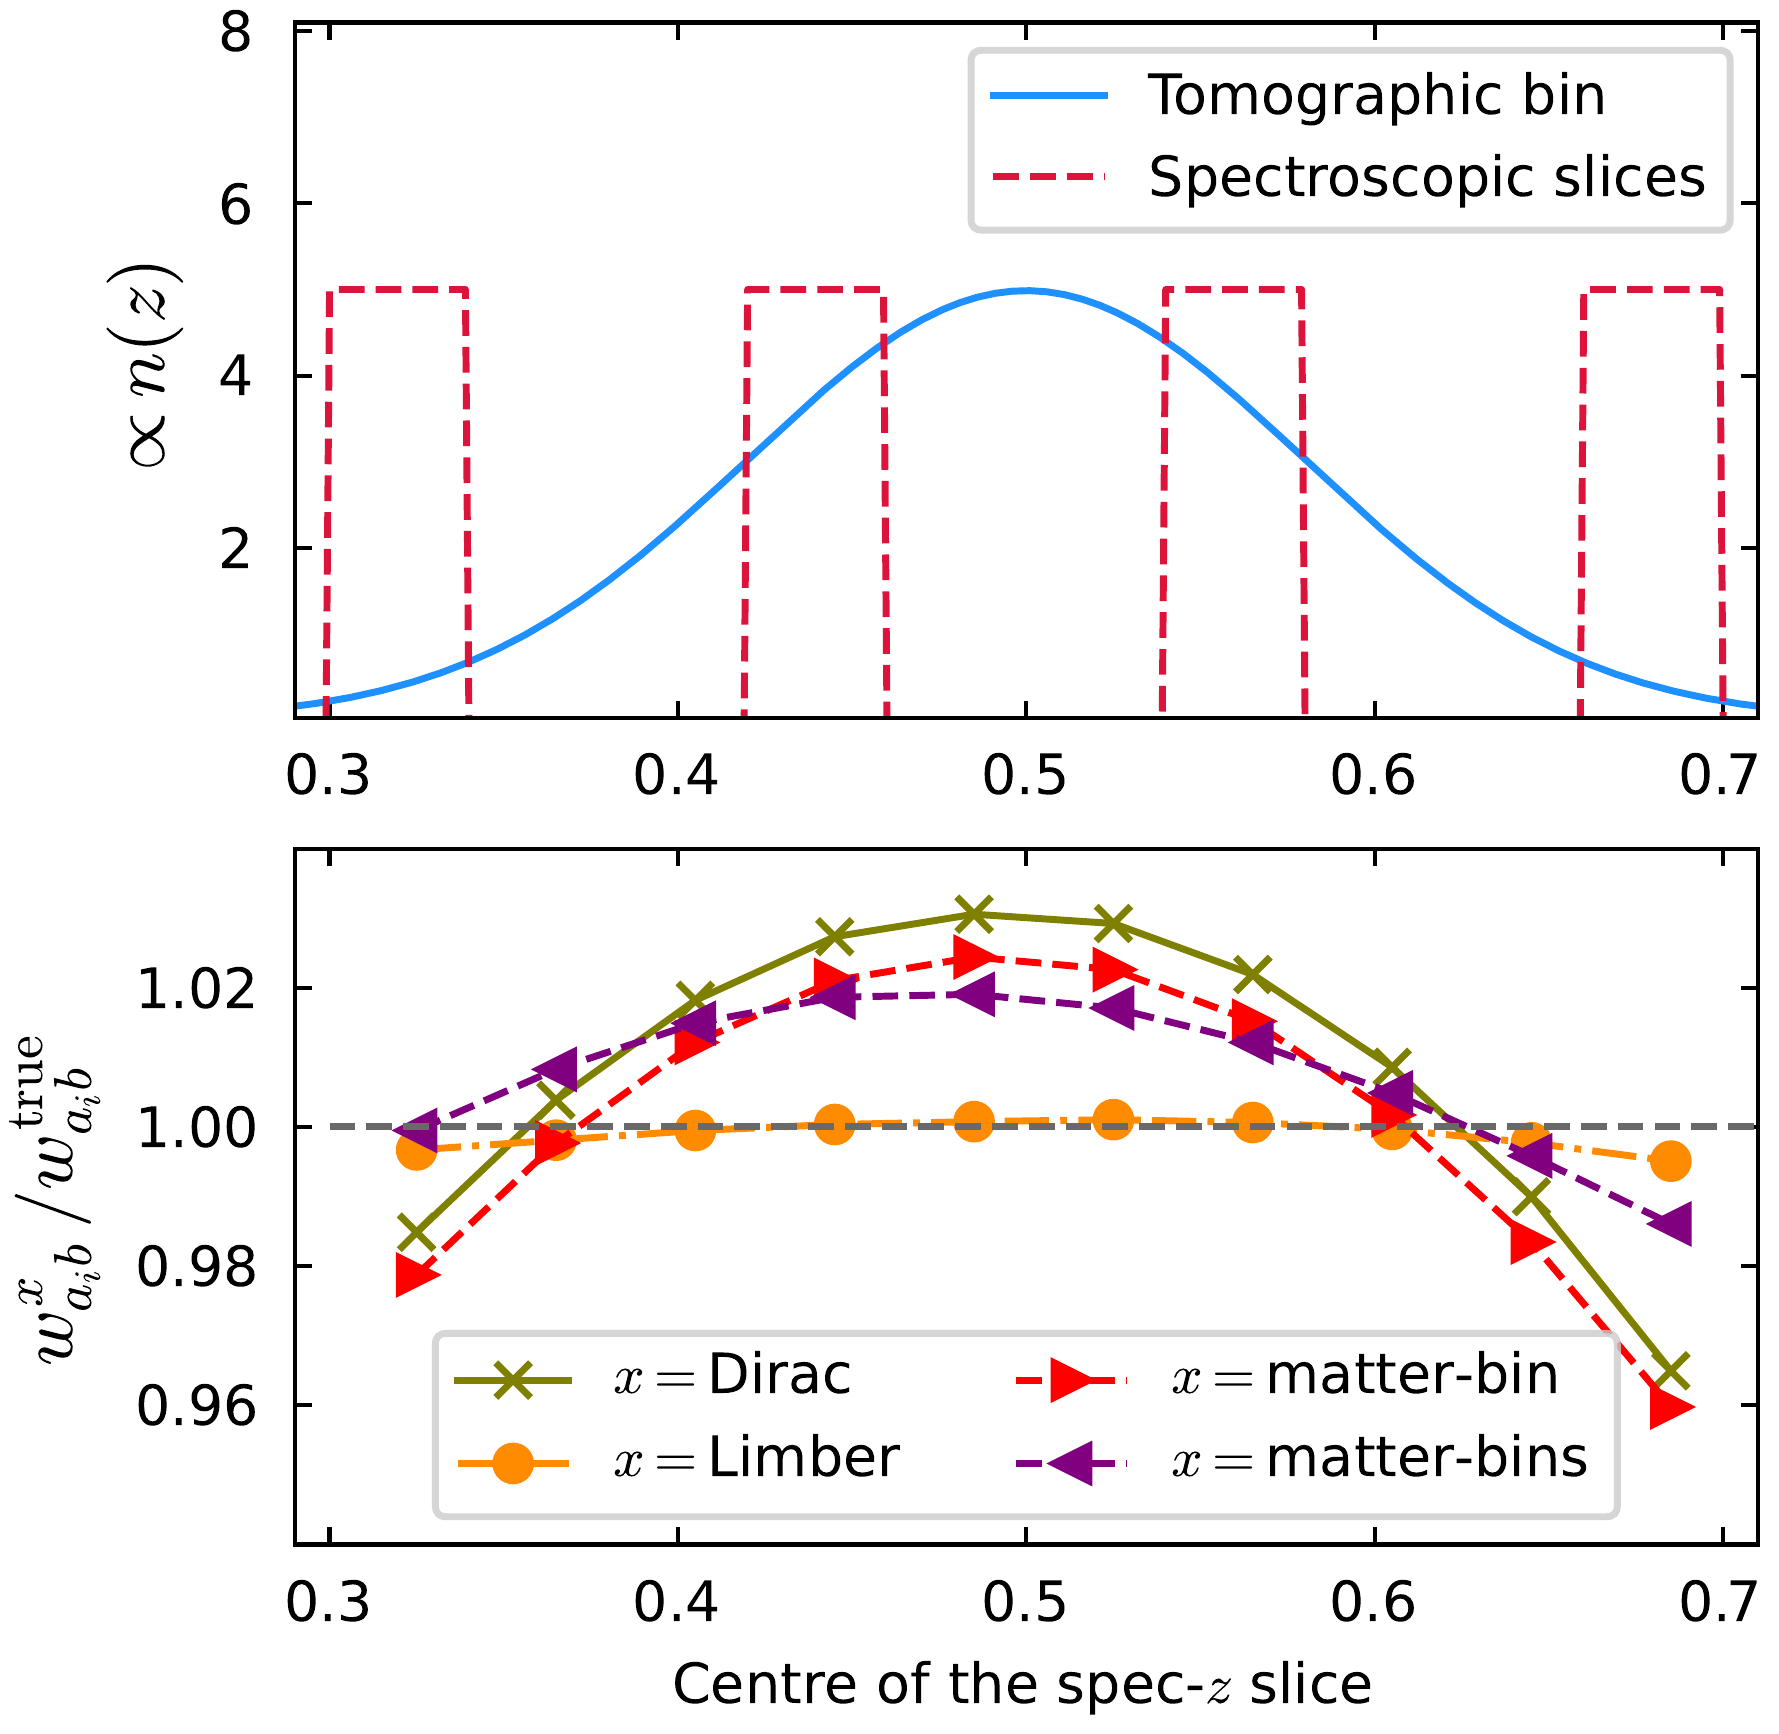 8
6
4
2
∝ n(z)
Tomographic bin
Spectroscopic slices
0.3 0.4 0.5 0.6 0.7
1.02
1.00
0.98
0.96
w^x_{a_i b} / w^{true}_{a_i b}
x = Dirac
x = Limber
x = matter-bin
x = matter-bins
0.3 0.4 0.5 0.6 0.7
Centre of the spec-z slice